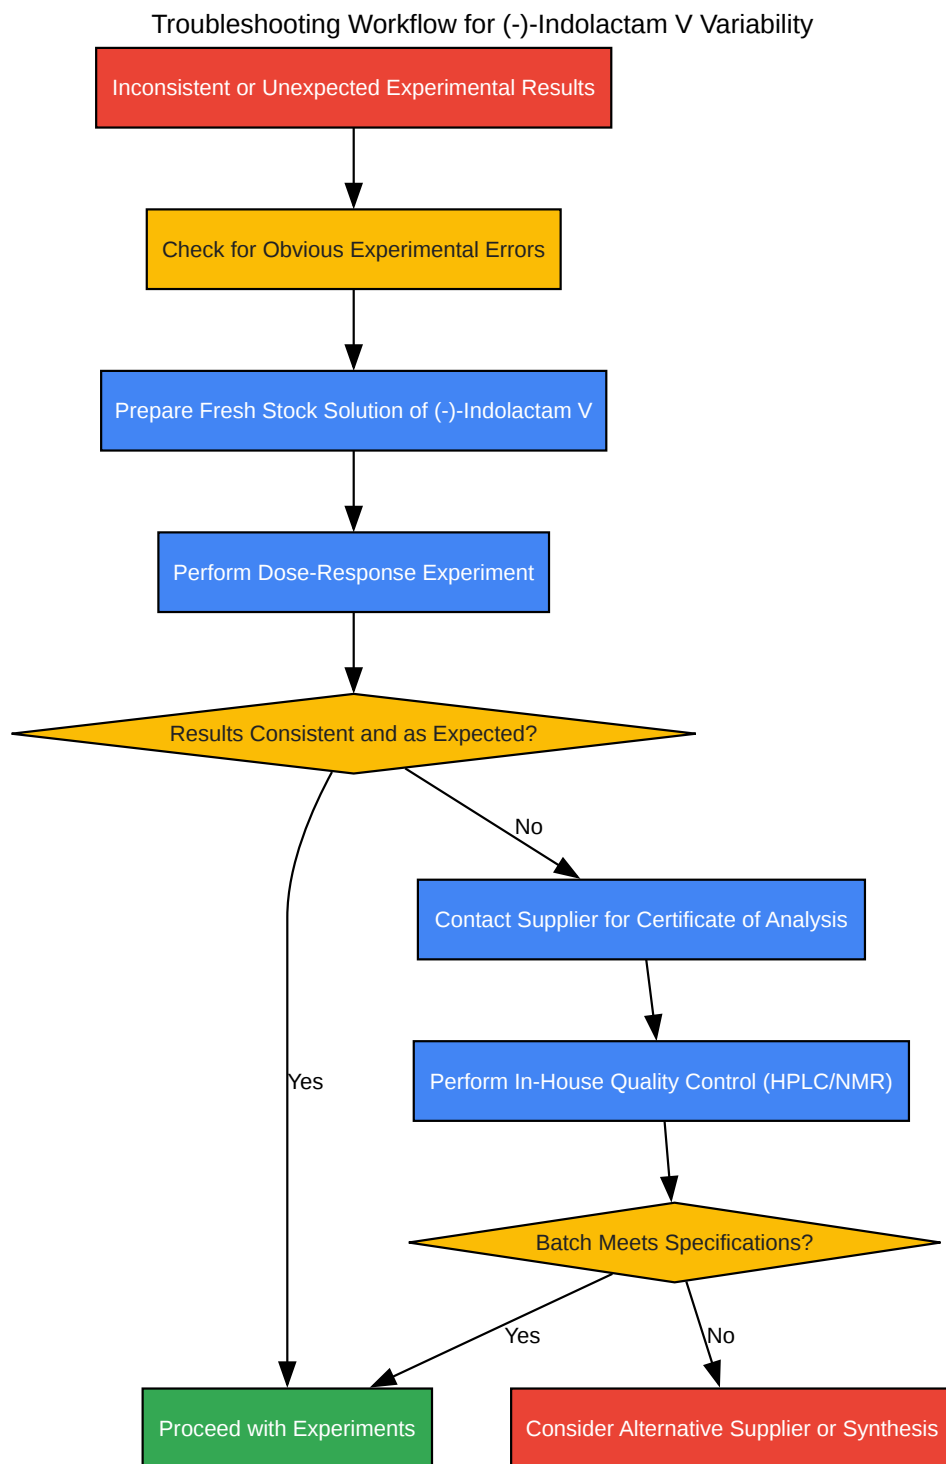 Troubleshooting Workflow for (-)-Indolactam V Variability
Inconsistent or Unexpected Experimental Results
Check for Obvious Experimental Errors
Prepare Fresh Stock Solution of (-)-Indolactam V
Perform Dose-Response Experiment
Results Consistent and as Expected?
No
Contact Supplier for Certificate of Analysis
Yes
Perform In-House Quality Control (HPLC/NMR)
Batch Meets Specifications?
Yes
No
Proceed with Experiments
Consider Alternative Supplier or Synthesis